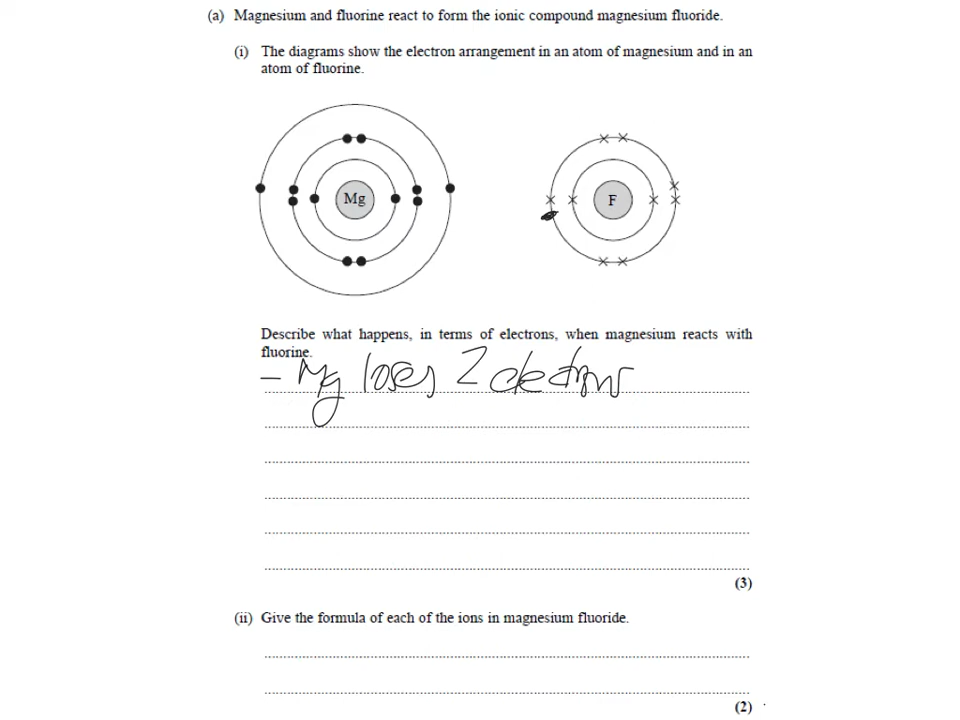 (a) Magnesium and fluorine react to form the ionic compound magnesium fluoride.
(i) The diagrams show the electron arrangement in an atom of magnesium and in an
atom of fluorine.
Mg
F
Describe what happens, in terms of electrons, when magnesium reacts with
fluorine.
- Mg loses 2 electrons
(3)
(ii) Give the formula of each of the ions in magnesium fluoride.
(2)